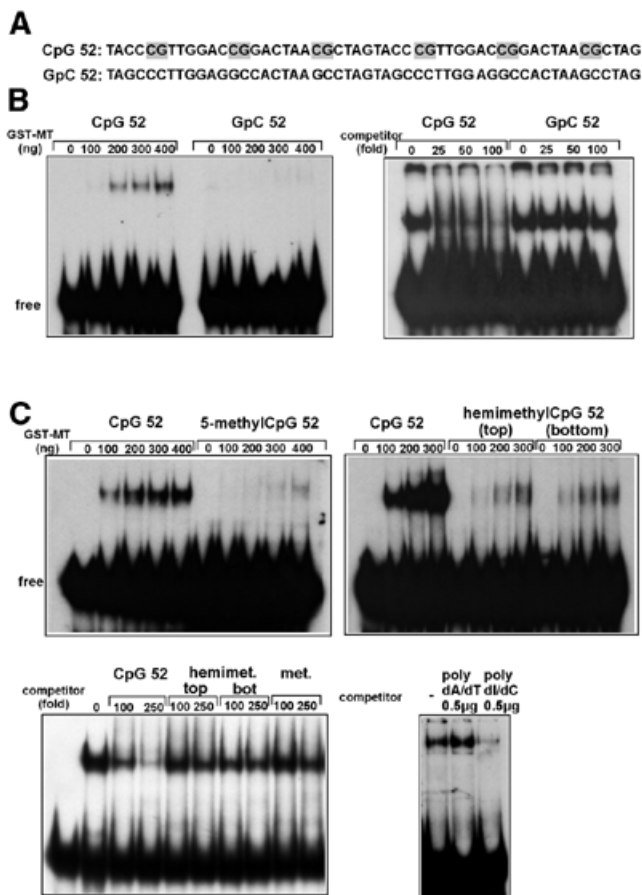 A
CpG 52: TACCCGTTGGACCGGACTAACGCTAGTACCCGTTGGACCGGACTAACGCTAG
GpC 52: TAGCCCTTGGAGGCCACTAAGCCTAGTAGCCCTTGGAGGCCACTAAGCCTAG
B
CpG 52 GpC 52
GST-MT
(ng)
0 100 200 300 400 0 100 200 300 400
free
CpG 52 GpC 52
competitor
(fold)
0 25 50 100 0 25 50 100
C
CpG 52 5-methylCpG 52
GST-MT
(ng)
0 100 200 300 400 0 100 200 300 400
free
CpG 52 hemimethylCpG 52
(top) (bottom)
0 100 200 300 0 100 200 300 0 100 200 300
CpG 52 hemimet. met.
top bot
competitor
(fold)
0 100 250 100 250 100 250 100 250
competitor
- poly poly
dA/dT dI/dC
0.5µg 0.5µg